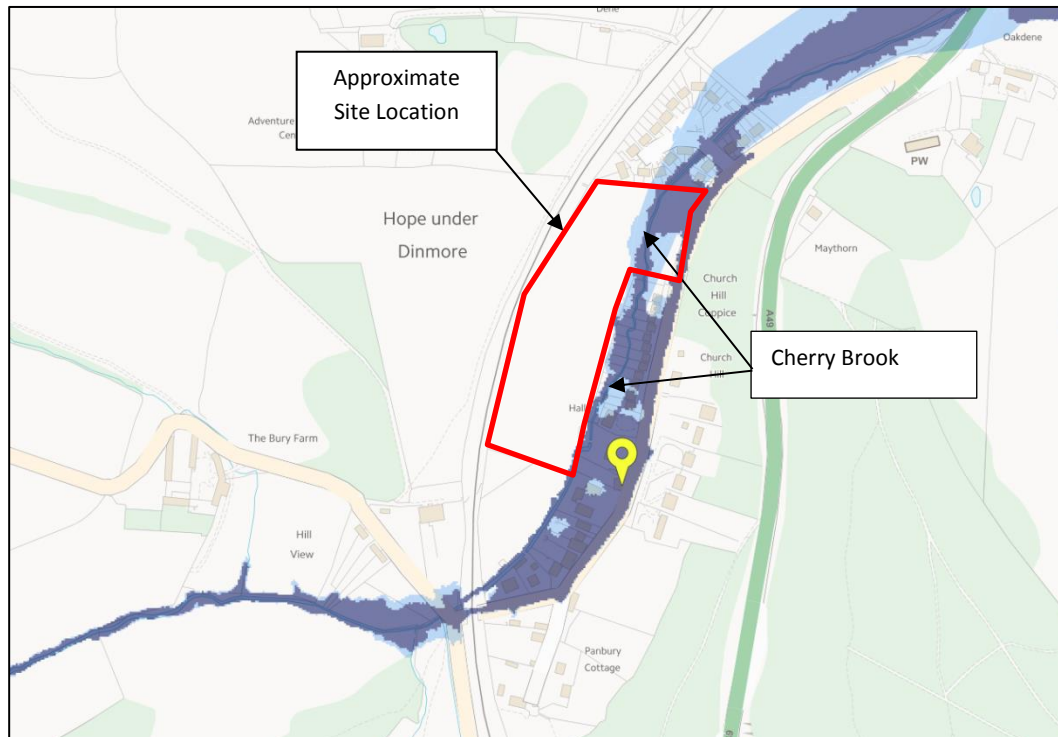 Dene
Oakdene
Approximate
Site Location
Adventure
Cen
PW
Hope under
Dinmore
Maythorn
Church
Hill
Coppice
A49
Cherry Brook
Church
Hill
Hall
The Bury Farm
Hill
View
Panbury
Cottage